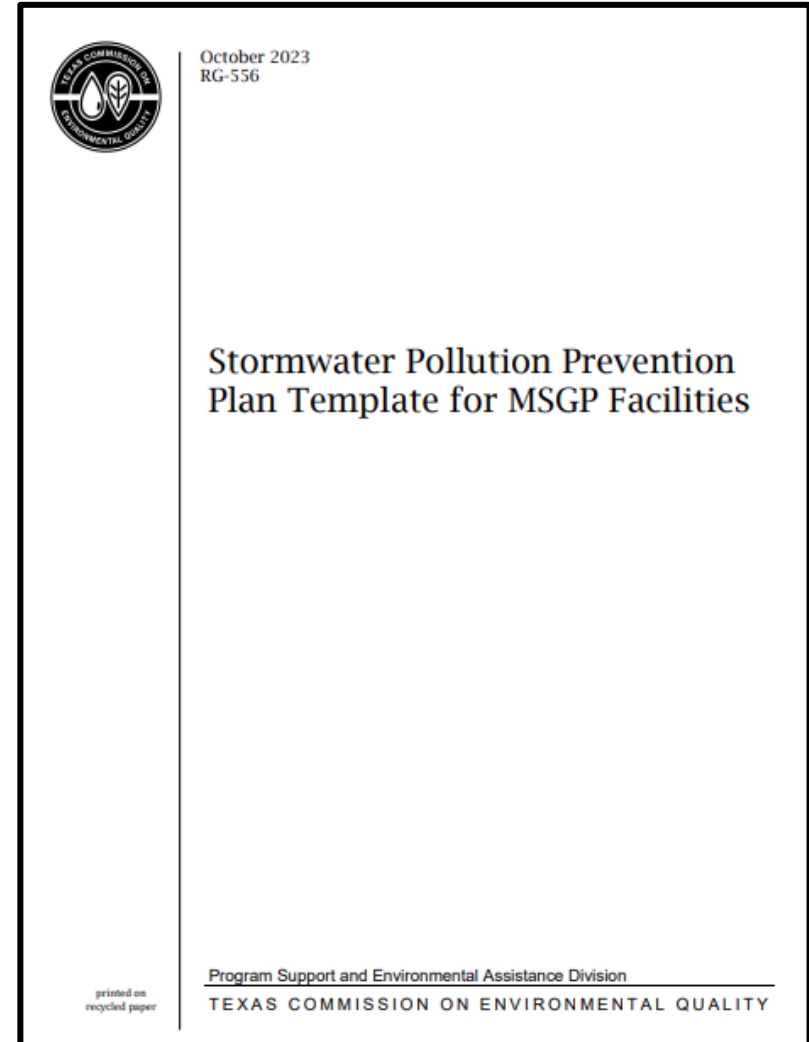 TEXAS COMMISSION ON
ENVIRONMENTAL QUALITY
October 2023
RG-556
Stormwater Pollution Prevention
Plan Template for MSGP Facilities
Program Support and Environmental Assistance Division
printed on
recycled paper
TEXAS COMMISSION ON ENVIRONMENTAL QUALITY